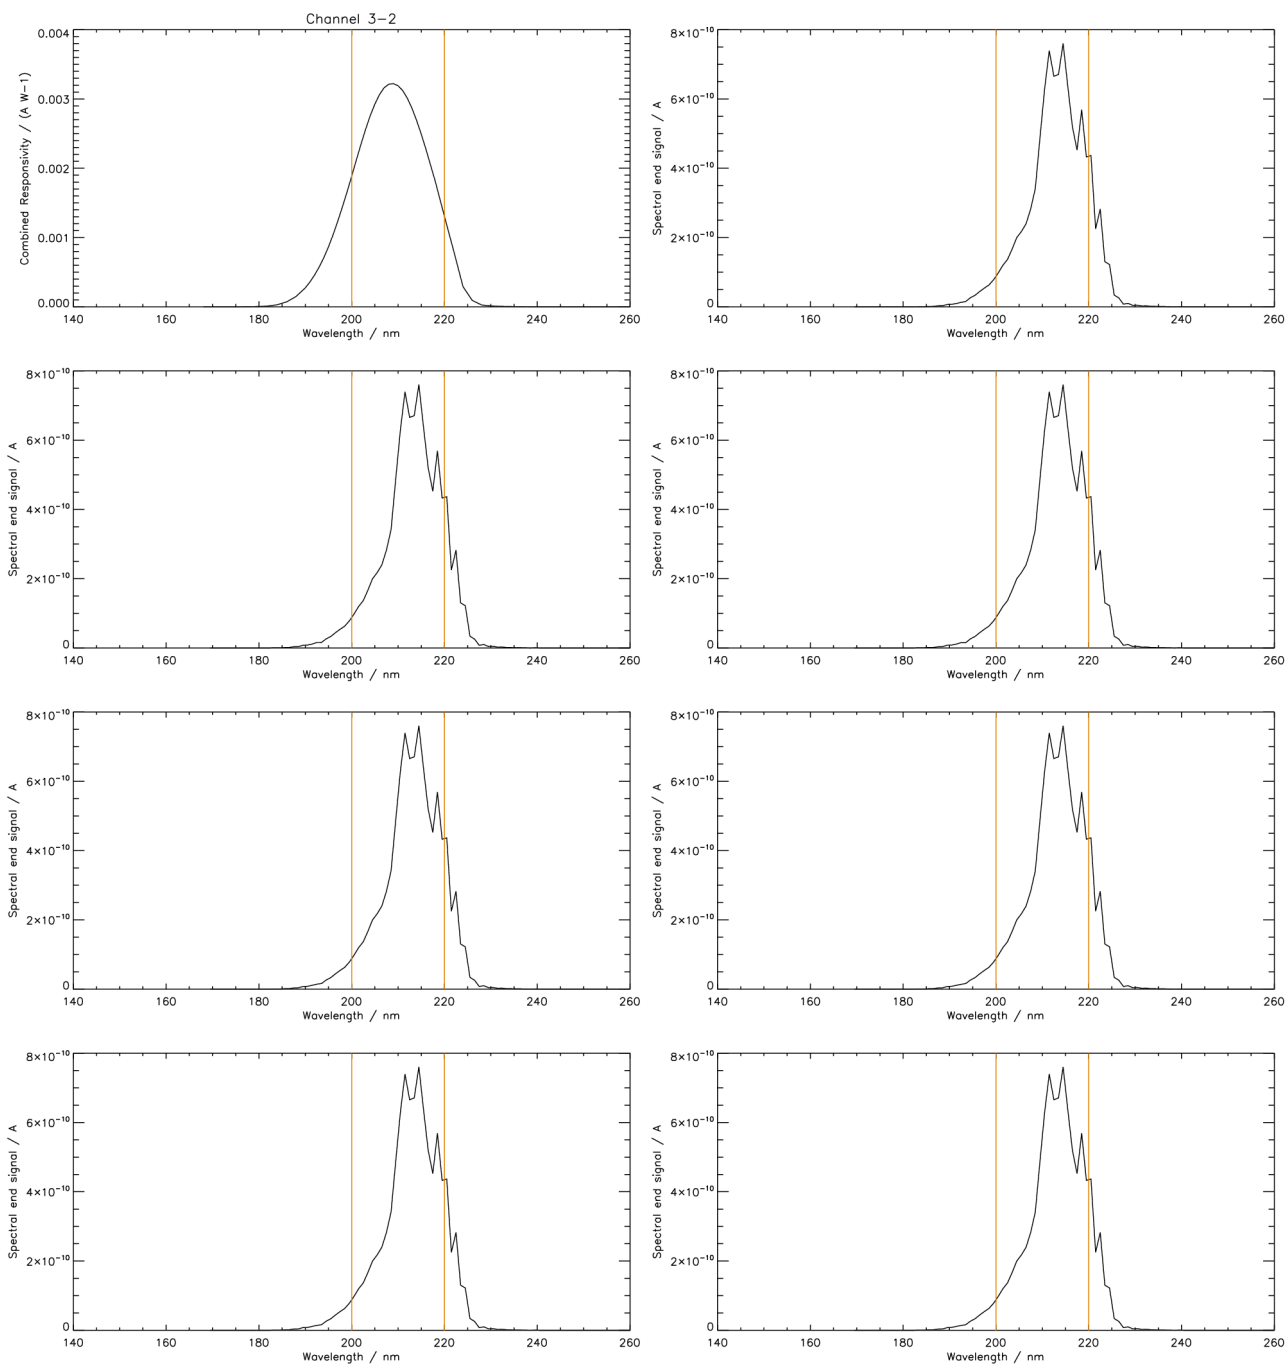 Channel 3-2
Combined Responsivity / (A W-1)
0.004
0.003
0.002
0.001
0.000
140 160 180 200 220 240 260
Wavelength / nm
Spectral end signal / A
8×10⁻¹⁰
6×10⁻¹⁰
4×10⁻¹⁰
2×10⁻¹⁰
0
140 160 180 200 220 240 260
Wavelength / nm
Spectral end signal / A
8×10⁻¹⁰
6×10⁻¹⁰
4×10⁻¹⁰
2×10⁻¹⁰
0
140 160 180 200 220 240 260
Wavelength / nm
Spectral end signal / A
8×10⁻¹⁰
6×10⁻¹⁰
4×10⁻¹⁰
2×10⁻¹⁰
0
140 160 180 200 220 240 260
Wavelength / nm
Spectral end signal / A
8×10⁻¹⁰
6×10⁻¹⁰
4×10⁻¹⁰
2×10⁻¹⁰
0
140 160 180 200 220 240 260
Wavelength / nm
Spectral end signal / A
8×10⁻¹⁰
6×10⁻¹⁰
4×10⁻¹⁰
2×10⁻¹⁰
0
140 160 180 200 220 240 260
Wavelength / nm
Spectral end signal / A
8×10⁻¹⁰
6×10⁻¹⁰
4×10⁻¹⁰
2×10⁻¹⁰
0
140 160 180 200 220 240 260
Wavelength / nm
Spectral end signal / A
8×10⁻¹⁰
6×10⁻¹⁰
4×10⁻¹⁰
2×10⁻¹⁰
0
140 160 180 200 220 240 260
Wavelength / nm